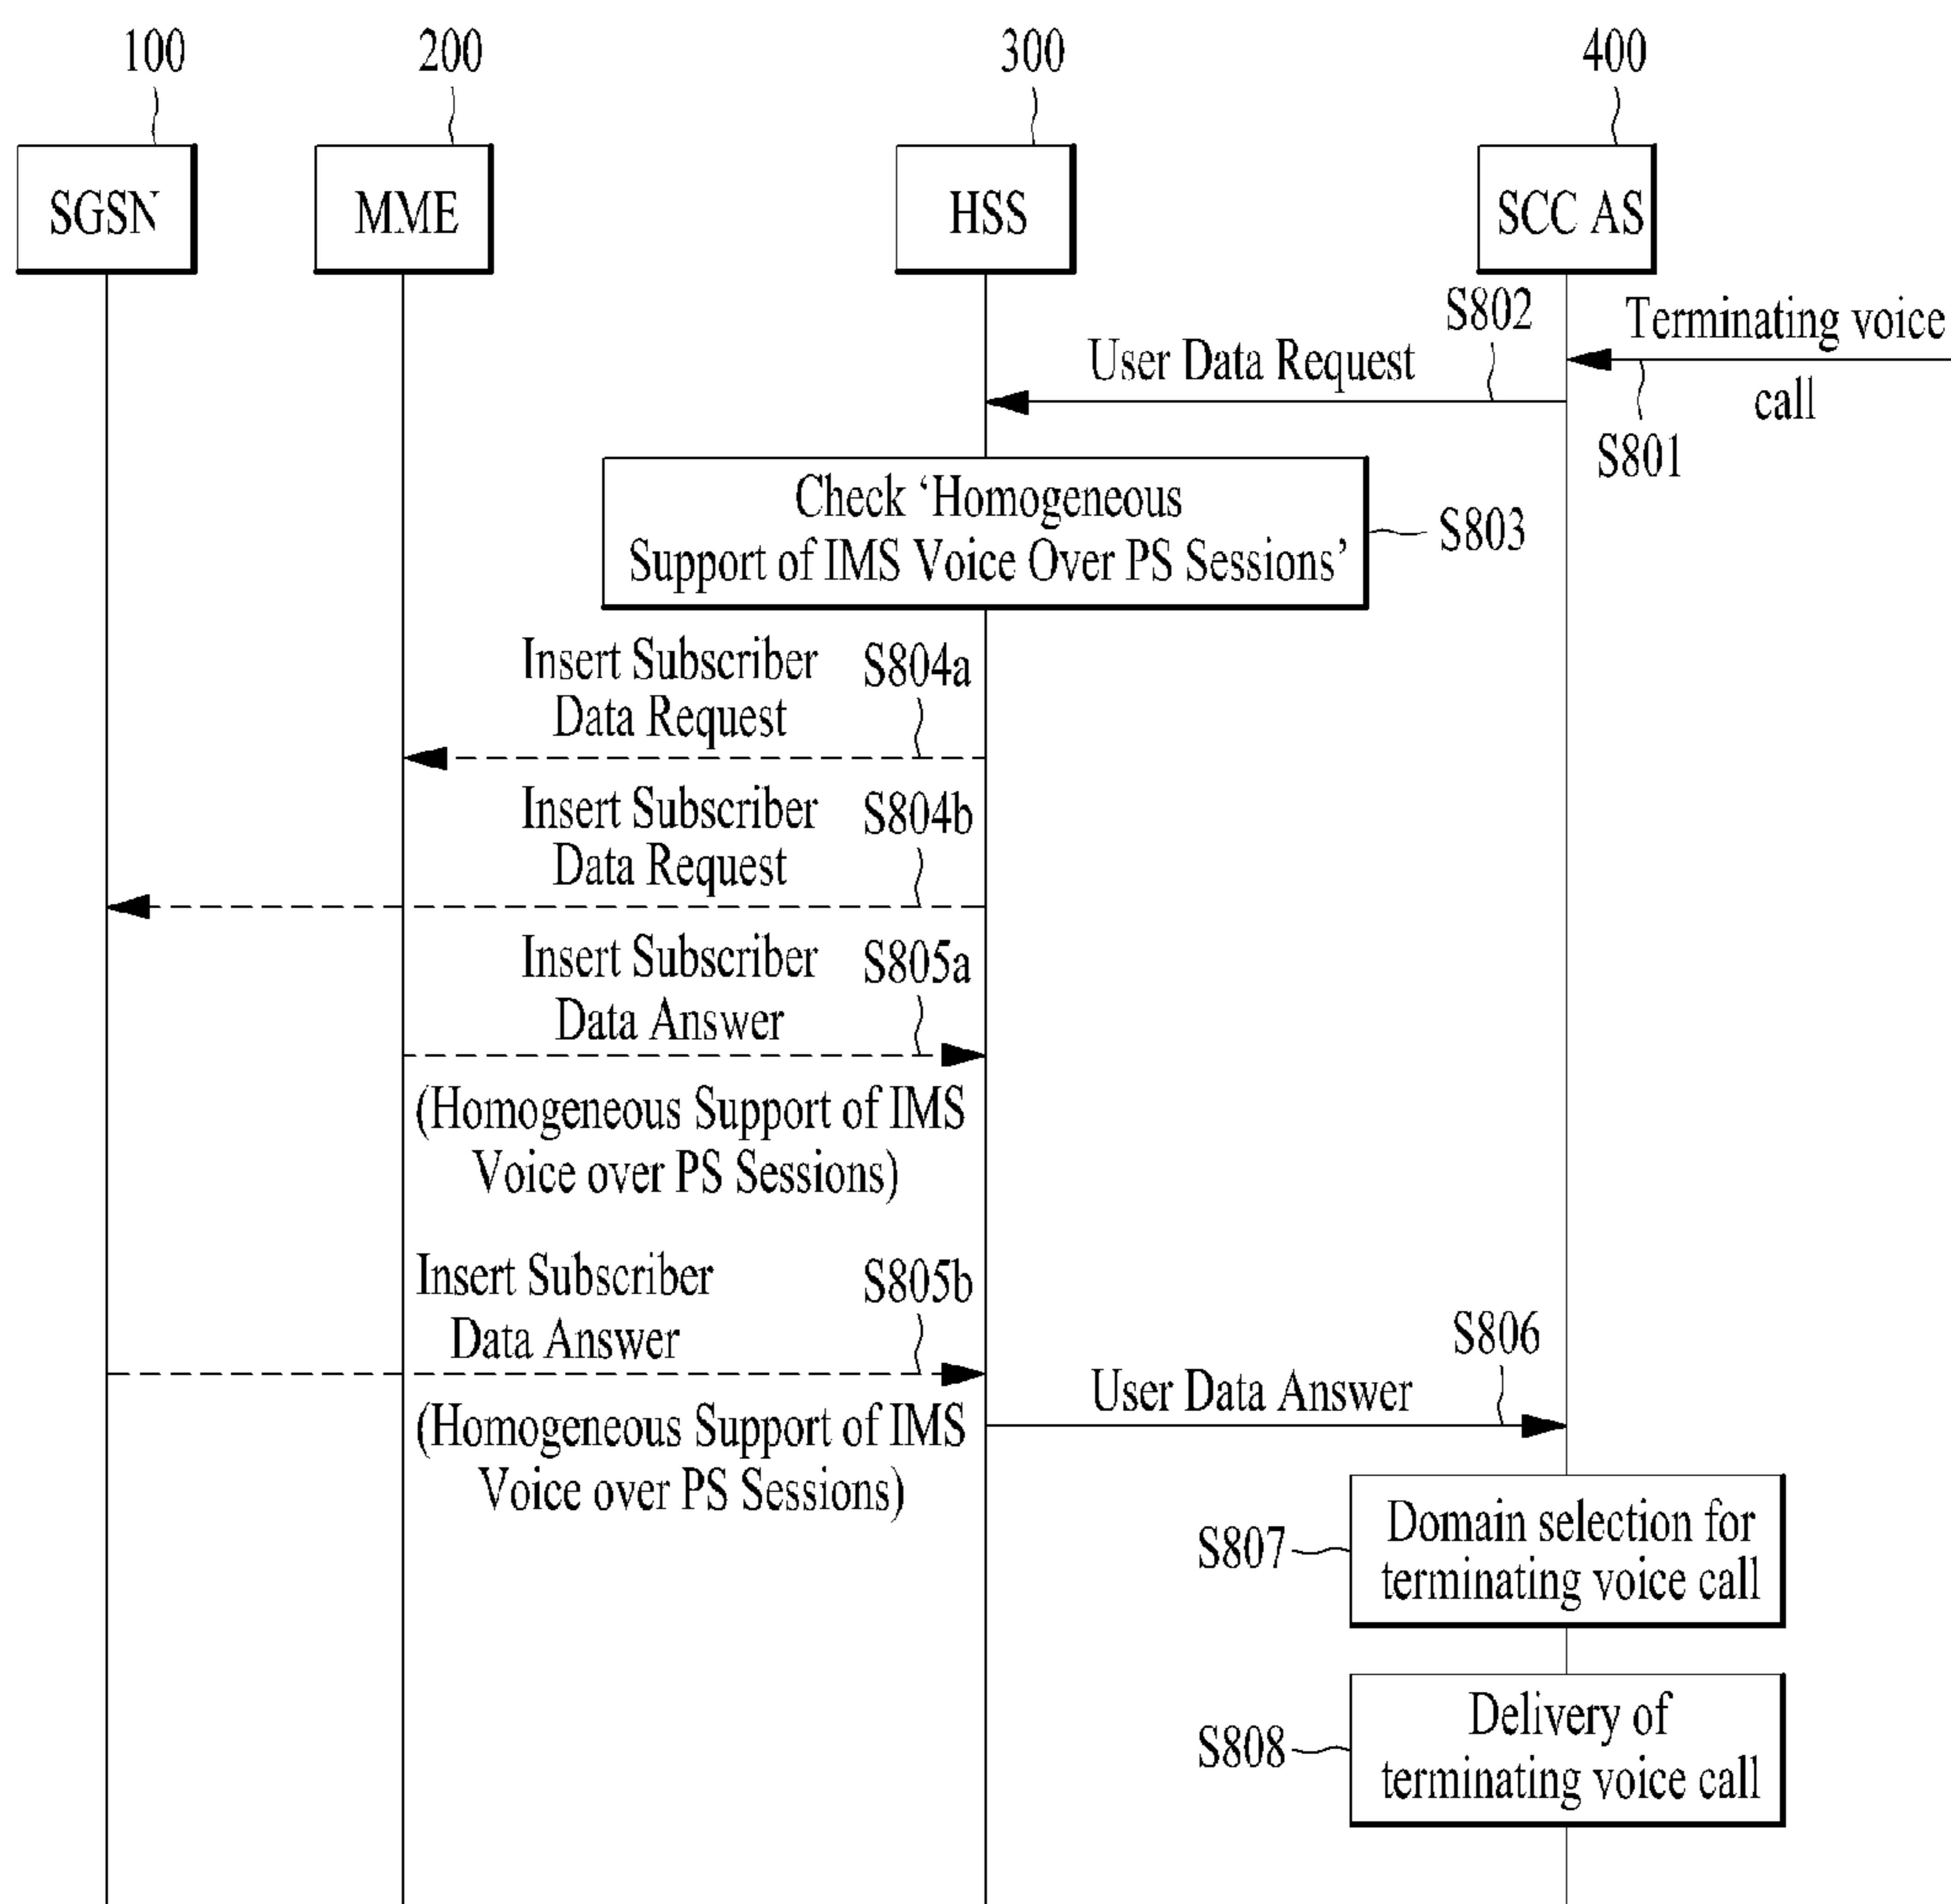 100
200
300
400
SGSN
MME
HSS
SCC AS
S802
Terminating voice
User Data Request
call
S801
Check ‘Homogeneous
Support of IMS Voice Over PS Sessions’
S803
Insert Subscriber
S804a
Data Request
Insert Subscriber
S804b
Data Request
Insert Subscriber
S805a
Data Answer
(Homogeneous Support of IMS
Voice over PS Sessions)
Insert Subscriber
S805b
Data Answer
S806
User Data Answer
(Homogeneous Support of IMS
Voice over PS Sessions)
S807
Domain selection for
terminating voice call
S808
Delivery of
terminating voice call